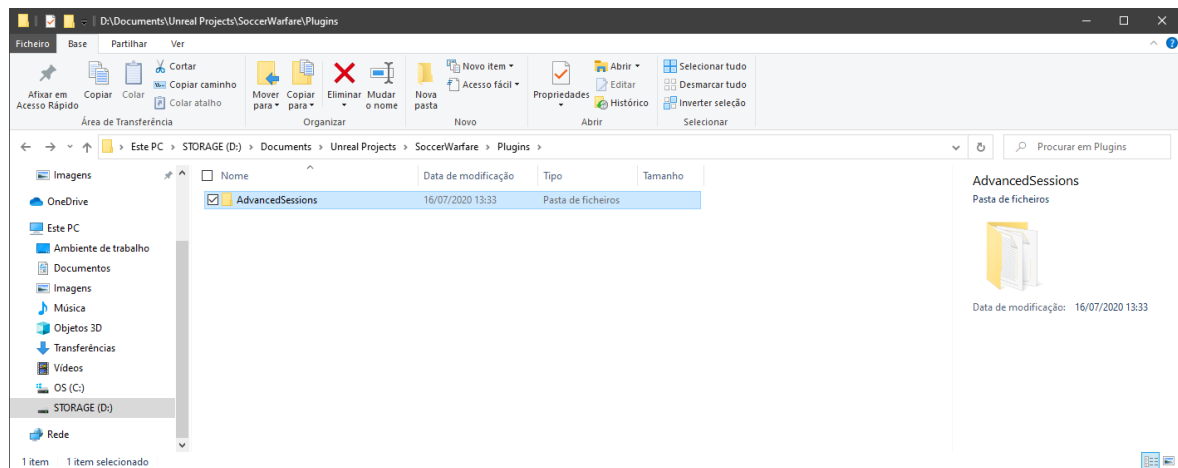 D:\Documents\Unreal Projects\SoccerWarfare\Plugins
Ficheiro Base Partilhar Ver
Afixar em Acesso Rápido
Copiar
Colar
Cortar
Copiar caminho
Colar atalho
Mover para
Copiar para
Eliminar
Mudar o nome
Nova pasta
Novo item
Acesso fácil
Propriedades
Abrir
Editar
Histórico
Selecionar tudo
Desmarcar tudo
Inverter seleção
Área de Transferência Organizar Novo Abrir Selecionar
Este PC > STORAGE (D:) > Documents > Unreal Projects > SoccerWarfare > Plugins >
Procurar em Plugins
Imagens
OneDrive
Este PC
Ambiente de trabalho
Documentos
Imagens
Música
Objetos 3D
Transferências
Vídeos
OS (C:)
STORAGE (D:)
Rede
Nome Data de modificação Tipo Tamanho
AdvancedSessions 16/07/2020 13:33 Pasta de ficheiros
AdvancedSessions
Pasta de ficheiros
Data de modificação: 16/07/2020 13:33
1 item 1 item selecionado